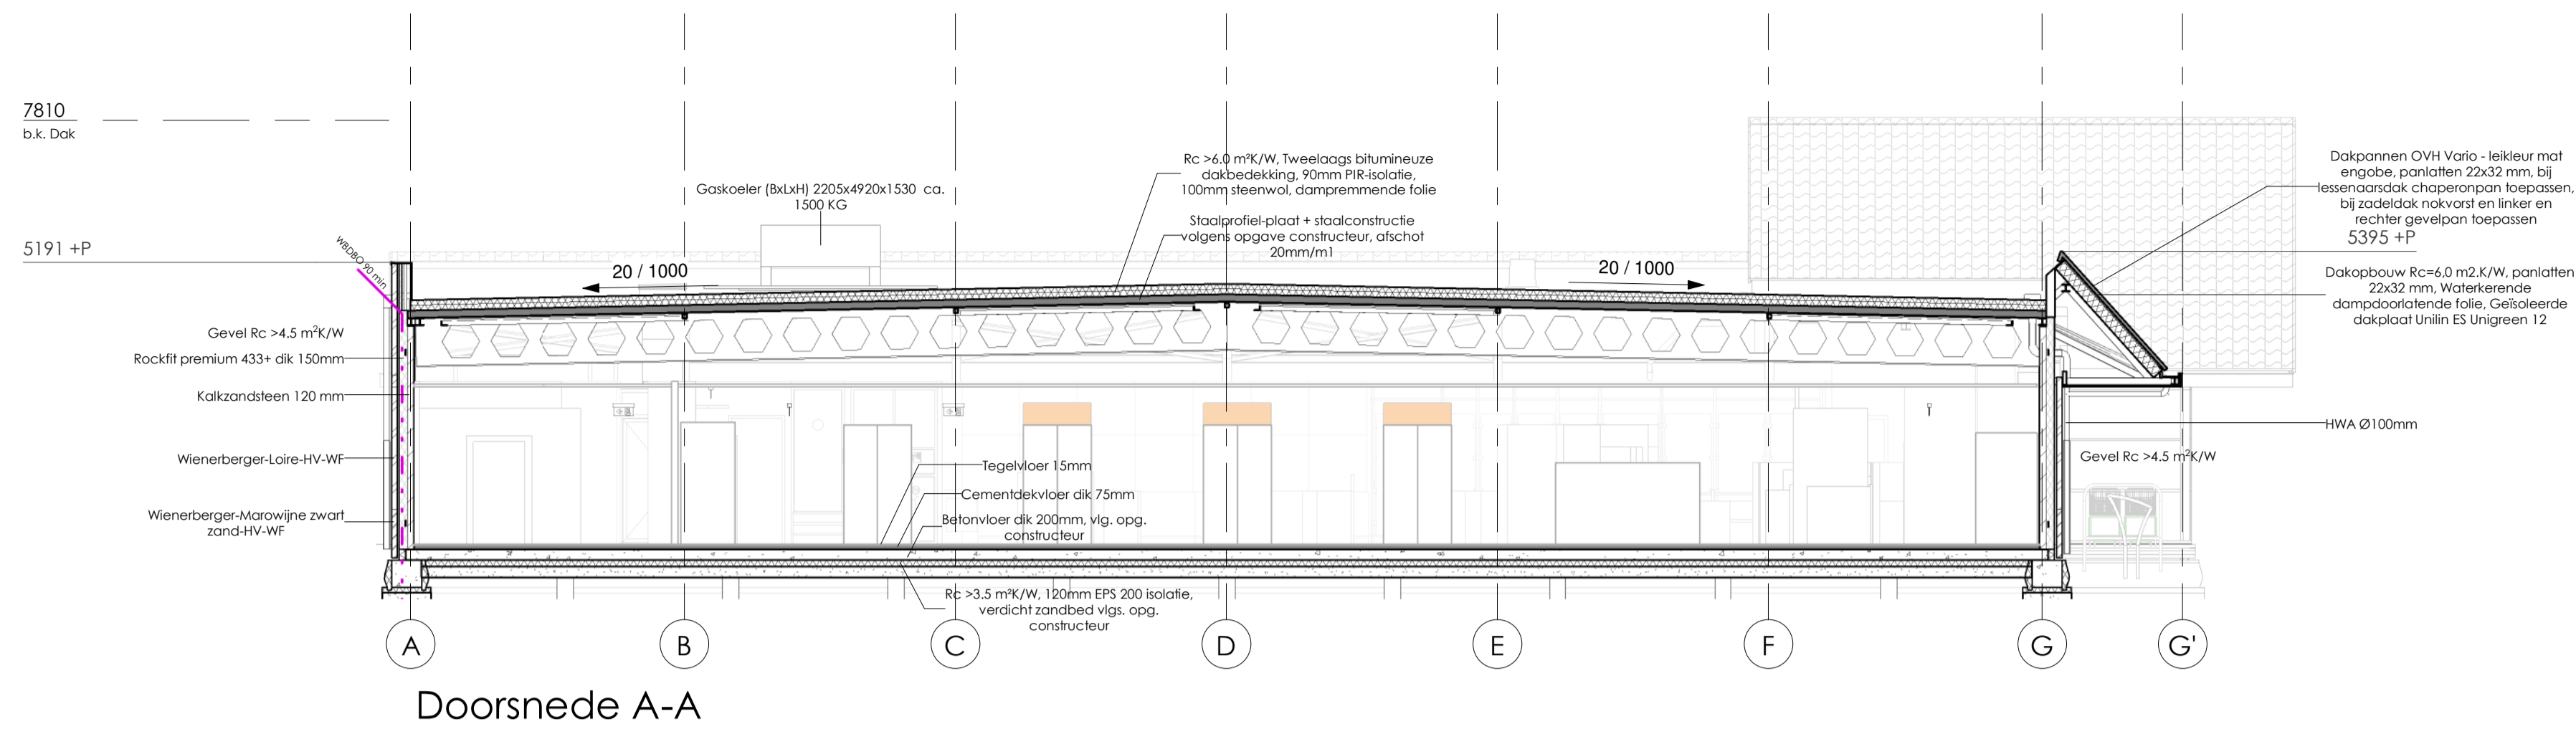 7810
b.k. Dak
5191 +P
WBDBO 90 min
Gevel Rc >4.5 m²K/W
Rockfit premium 433+ dik 150mm
Kalkzandsteen 120 mm
Wienerberger-Loire-HV-WF
Wienerberger-Marowijne zwart
zand-HV-WF
Gaskoeler (BxLxH) 2205x4920x1530 ca.
1500 KG
20 / 1000
Rc >6.0 m²K/W, Tweelaags bitumineuze
dakbedekking, 90mm PIR-isolatie,
100mm steenwol, dampremmende folie
Staalprofiel-plaat + staalconstructie
volgens opgave constructeur, afschot
20mm/m1
20 / 1000
Tegelvloer 15mm
Cementdekvloer dik 75mm
Betonvloer dik 200mm, vlg. opg.
constructeur
Rc >3.5 m²K/W, 120mm EPS 200 isolatie,
verdicht zandbed vlgs. opg.
constructeur
Dakpannen OVH Vario - leikleur mat
engobe, panlatten 22x32 mm, bij
lessenaarsdak chaperonpan toepassen,
bij zadeldak nokvorst en linker en
rechter gevelpan toepassen
5395 +P
Dakopbouw Rc=6,0 m2.K/W, panlatten
22x32 mm, Waterkerende
dampdoorlatende folie, Geïsoleerde
dakplaat Unilin ES Unigreen 12
HWA Ø100mm
Gevel Rc >4.5 m²K/W
A
B
C
D
E
F
G
G'
Doorsnede A-A